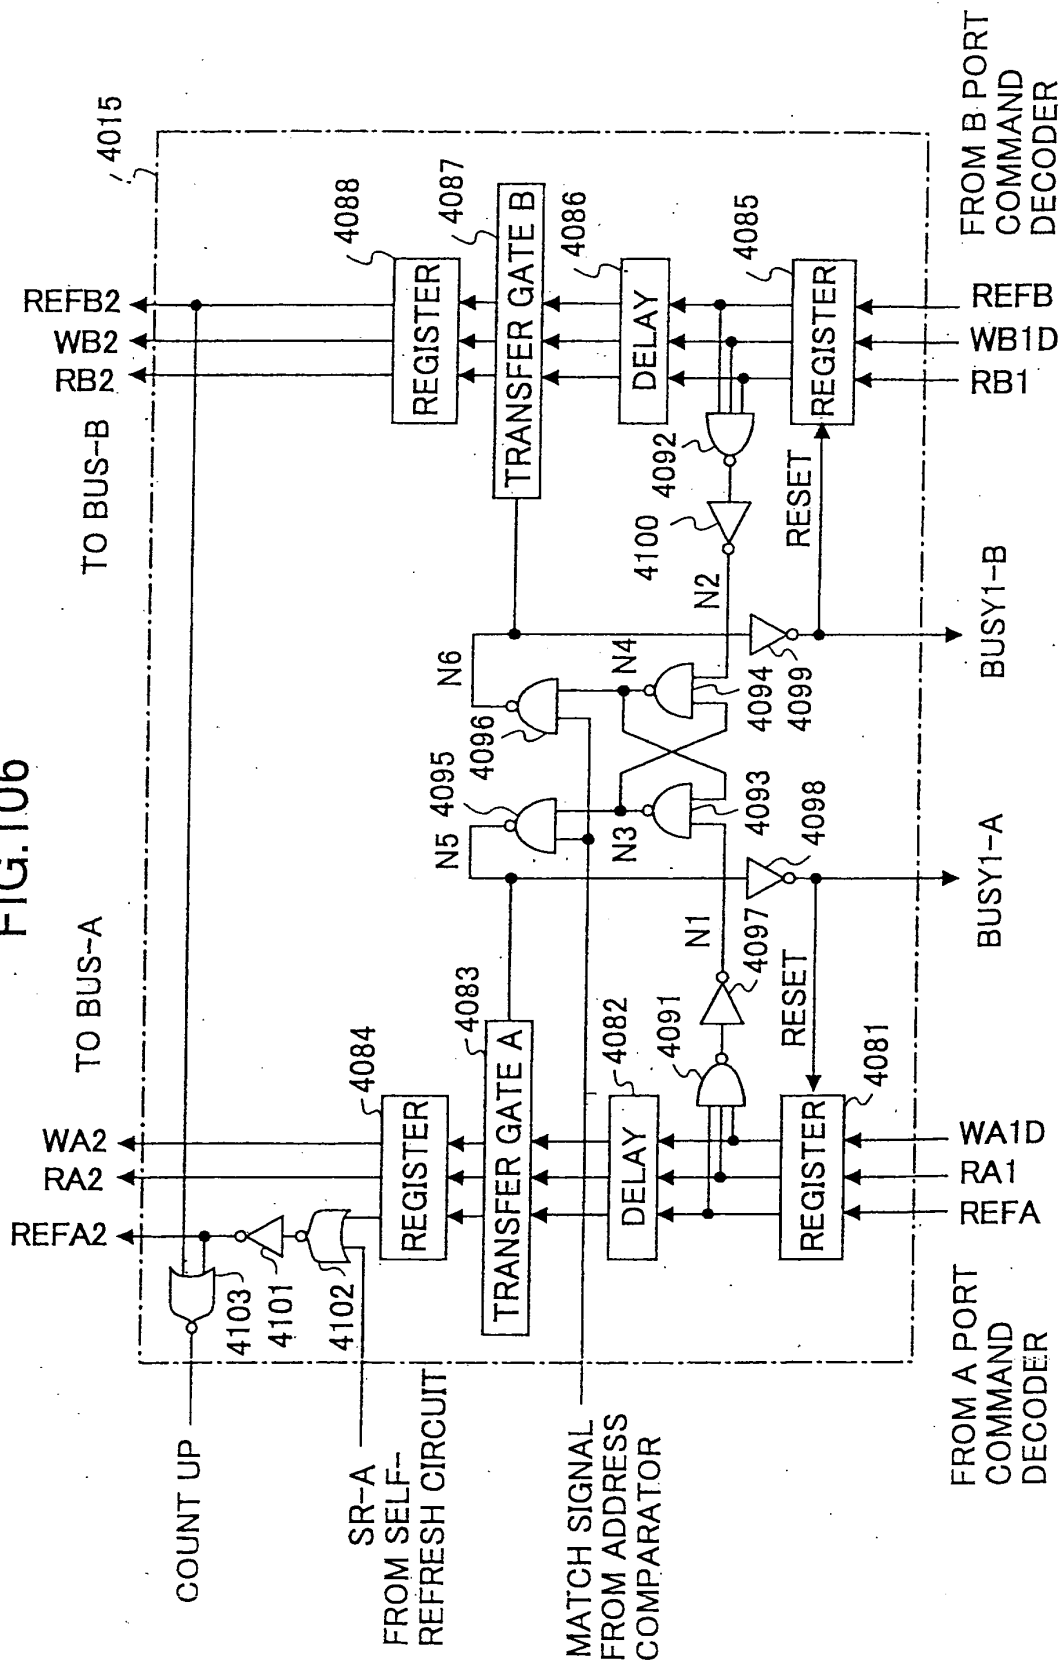 FIG.106
TO BUS-A
TO BUS-B
4015
REFA2
RA2
WA2
RB2
WB2
REFB2
COUNT UP
4103
4101
4102
SR-A
FROM SELF-
REFRESH CIRCUIT
4084
REGISTER
4088
REGISTER
4083
TRANSFER GATE A
4087
TRANSFER GATE B
N5
4095
N6
4096
MATCH SIGNAL
FROM ADDRESS
COMPARATOR
4082
DELAY
4086
DELAY
N3
N4
4091
4093
4094
4092
4097
4100
N1
N2
4098
4099
RESET
RESET
4081
REGISTER
4085
REGISTER
REFA
RA1
WA1D
RB1
WB1D
REFB
BUSY1-A
BUSY1-B
FROM A PORT
COMMAND
DECODER
FROM B PORT
COMMAND
DECODER